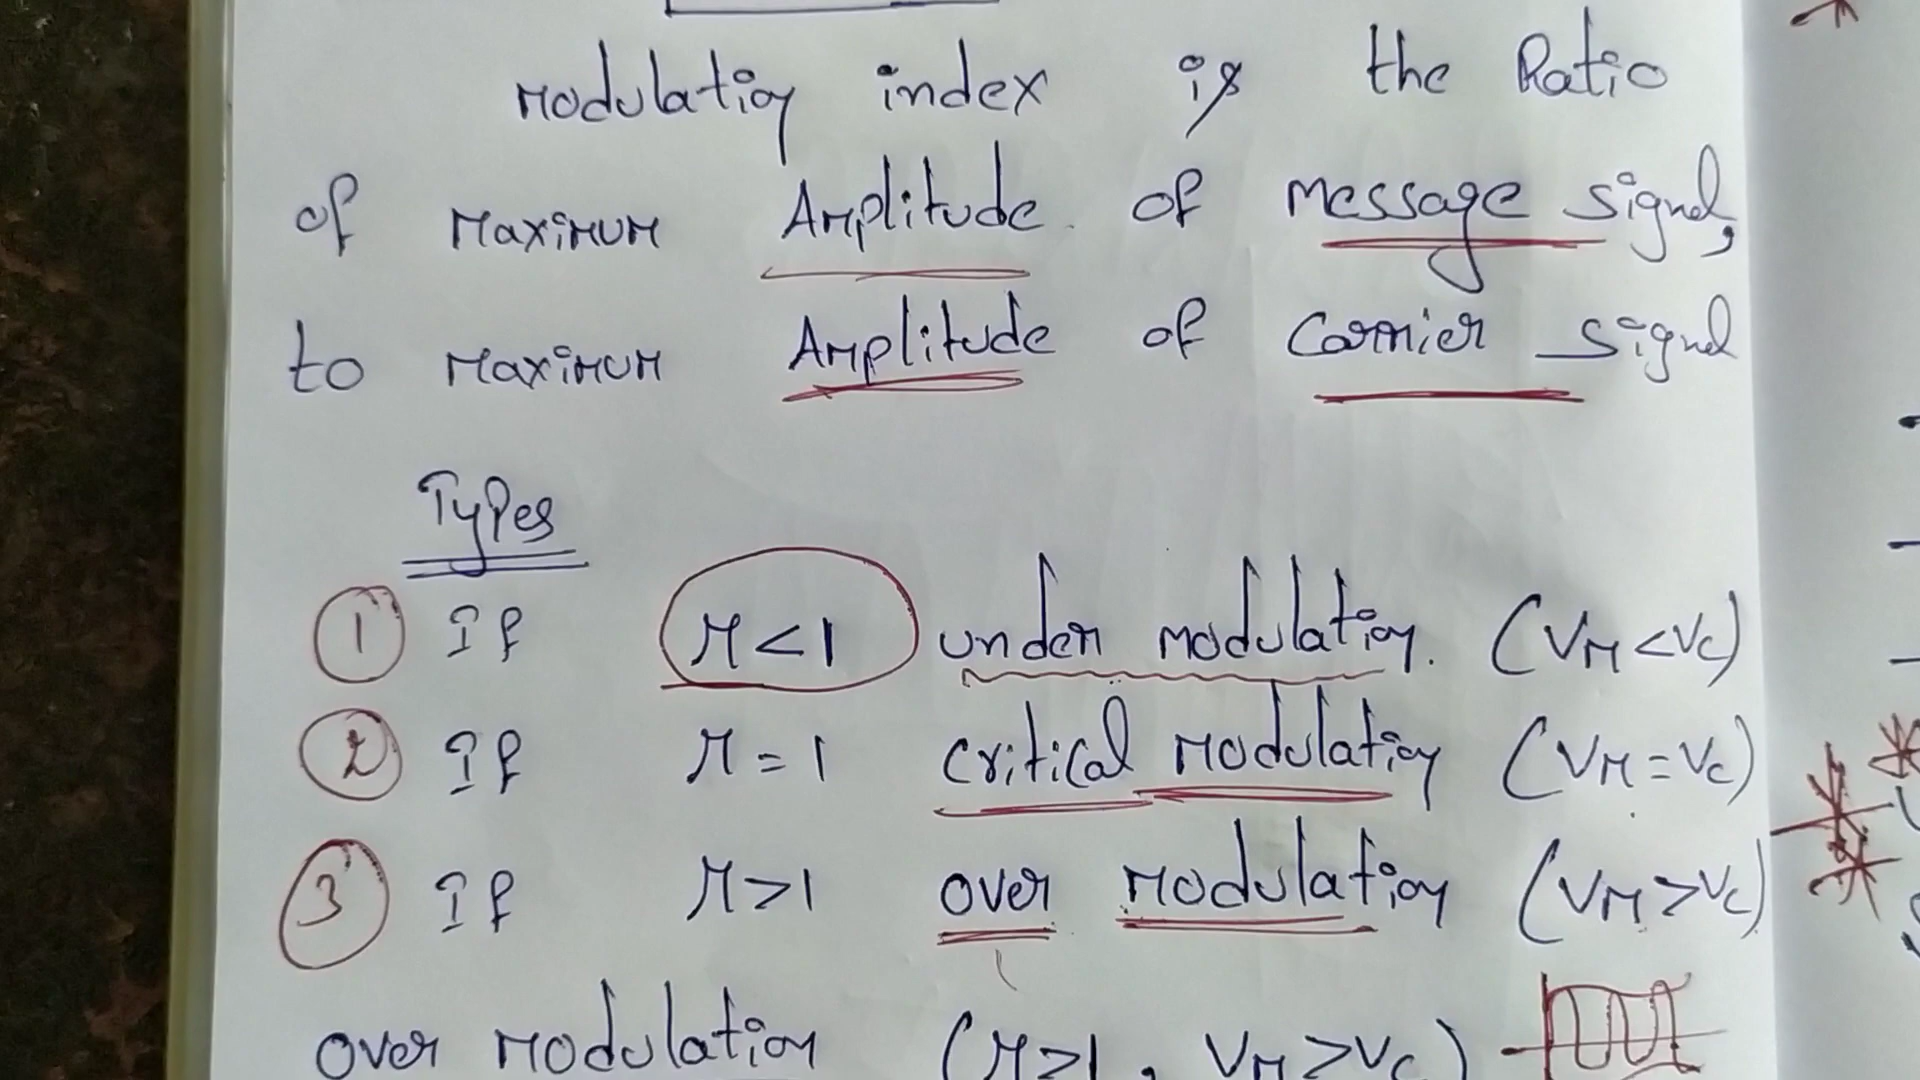 Modulation index is the Ratio
of Maximum Amplitude of Message signal,
to Maximum Amplitude of Carrier signal
Types
1 If M<1 under modulation. (VM<Vc)
2 If M=1 critical Modulation (VM=Vc)
3 If M>1 over Modulation (VM>Vc)
over Modulation (M>1, VM>Vc)